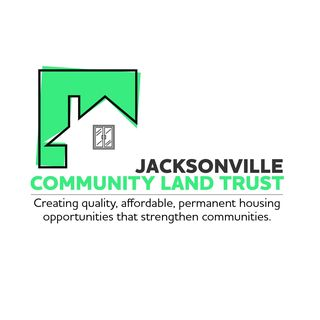 JACKSONVILLE
COMMUNITY LAND TRUST
Creating quality, affordable, permanent housing
opportunities that strengthen communities.